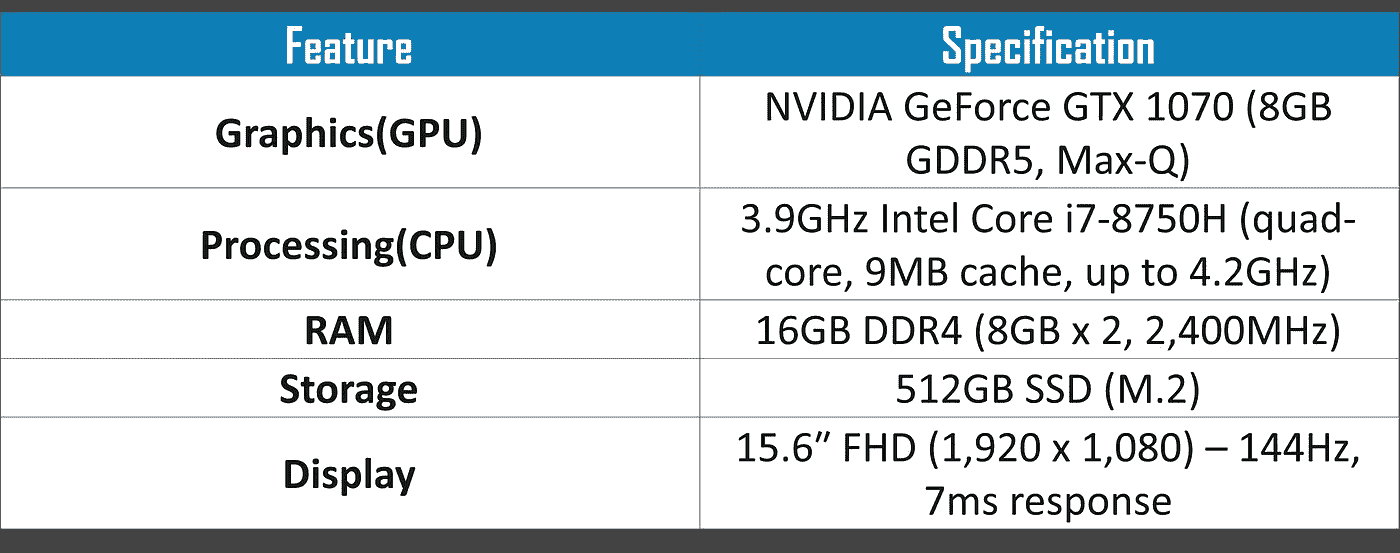 Feature
Specification
Graphics(GPU)
NVIDIA GeForce GTX 1070 (8GB
GDDR5, Max-Q)
Processing(CPU)
3.9GHz Intel Core i7-8750H (quad-
core, 9MB cache, up to 4.2GHz)
RAM
16GB DDR4 (8GB x 2, 2,400MHz)
Storage
512GB SSD (M.2)
Display
15.6″ FHD (1,920 x 1,080) – 144Hz,
7ms response